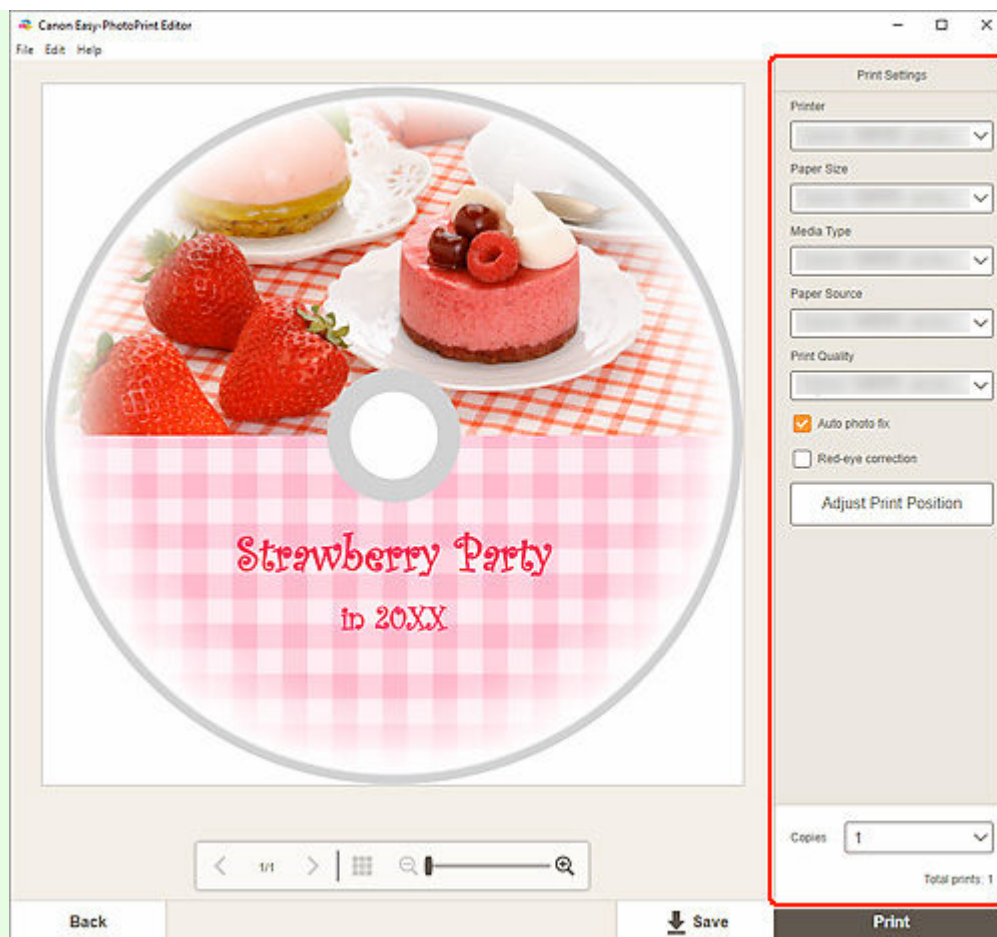 Canon Easy-PhotoPrint Editor
File Edit Help
Print Settings
Printer
Paper Size
Media Type
Paper Source
Print Quality
Auto photo fix
Red-eye correction
Adjust Print Position
Strawberry Party
in 20XX
Copies 1
Total prints: 1
1/1
Back
Save
Print